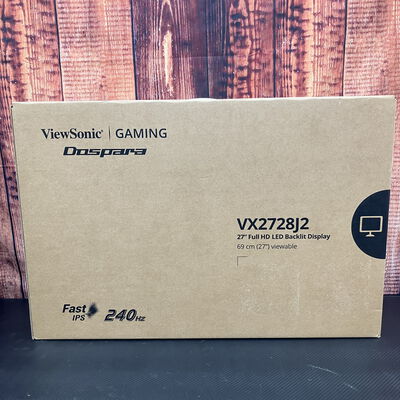 ViewSonic | GAMING
Dospara
VX2728J2
27" Full HD LED Backlit Display
69 cm (27") viewable
Fast
IPS
240Hz